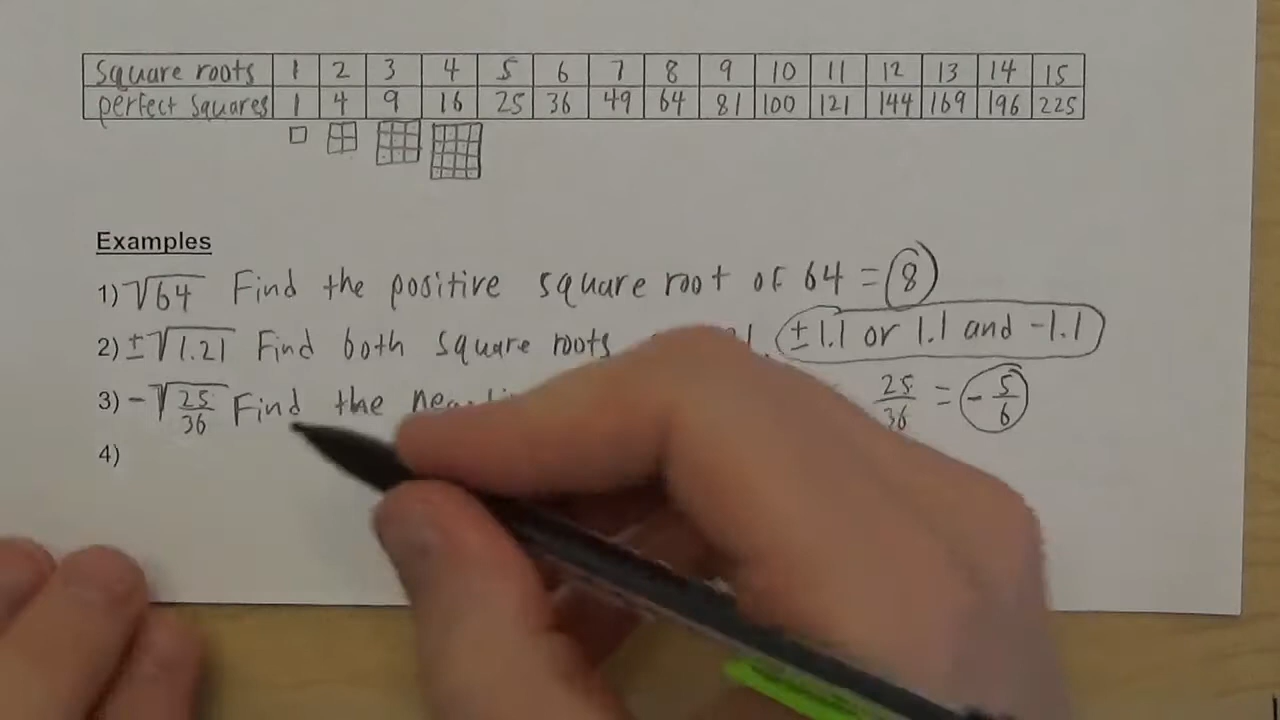 square roots 1 2 3 4 5 6 7 8 9 10 11 12 13 14 15
perfect squares 1 4 9 16 25 36 49 64 81 100 121 144 169 196 225
Examples
1) √64 Find the positive square root of 64 = 8
2) ±√1.21 Find both square roots ±1.1 or 1.1 and -1.1
3) -√25/36 Find the 25/36 = -5/6
4)